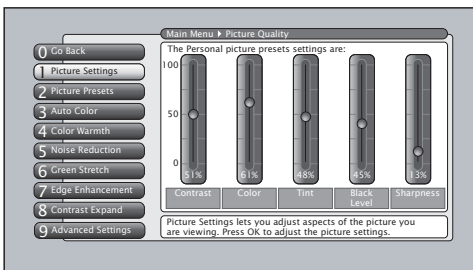 Main Menu ▶ Picture Quality
0 Go Back
1 Picture Settings
2 Picture Presets
3 Auto Color
4 Color Warmth
5 Noise Reduction
6 Green Stretch
7 Edge Enhancement
8 Contrast Expand
9 Advanced Settings
The Personal picture presets settings are:
100
50
0
51% 61% 48% 45% 13%
Contrast Color Tint Black Level Sharpness
Picture Settings lets you adjust aspects of the picture you
are viewing. Press OK to adjust the picture settings.